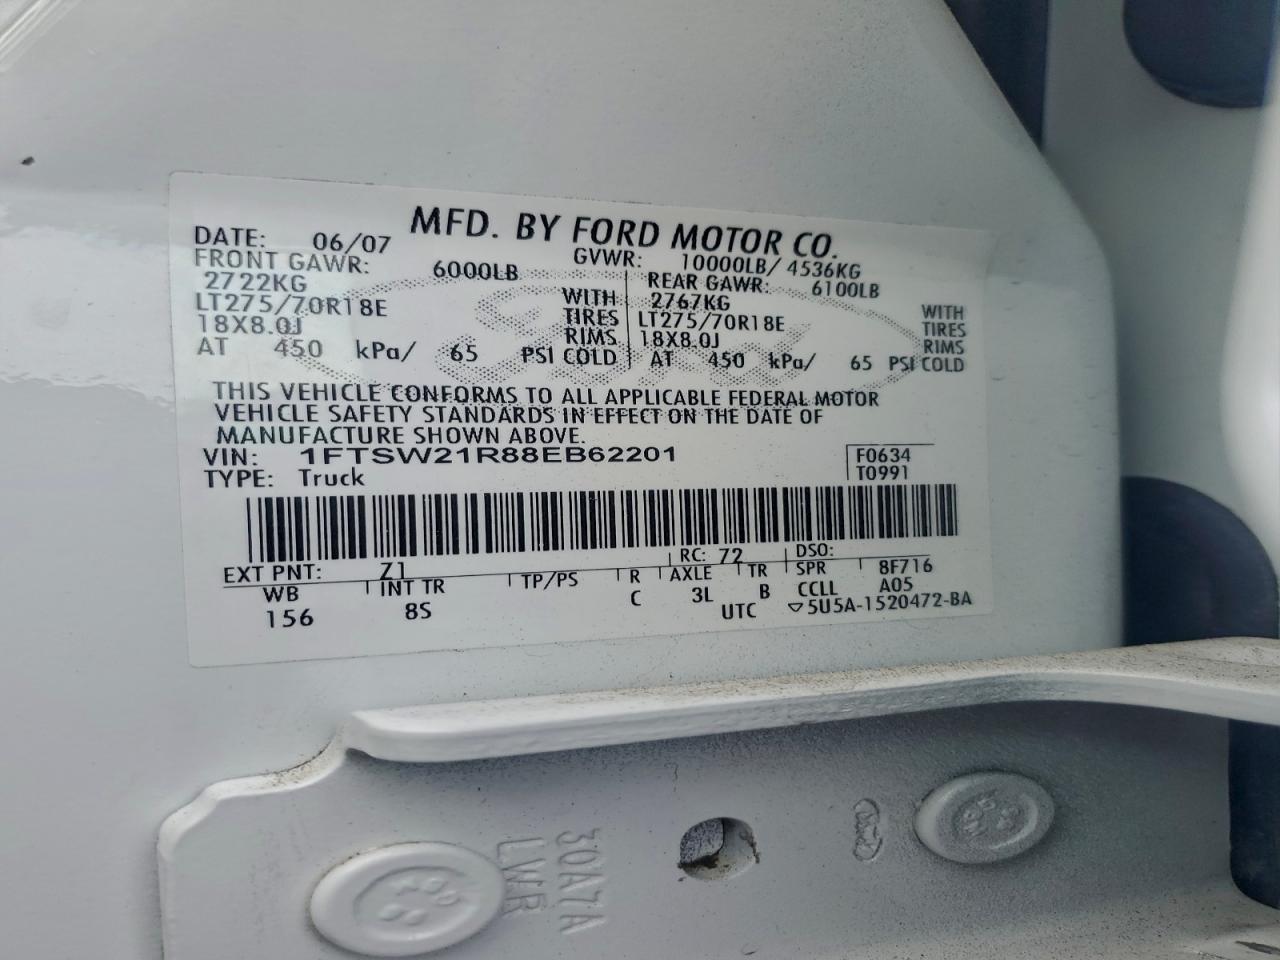 MFD. BY FORD MOTOR CO.
DATE: 06/07 GVWR: 10000LB/ 4536KG
FRONT GAWR: 6000LB REAR GAWR: 6100LB
2722KG WITH 2767KG WITH
LT275/70R18E TIRES LT275/70R18E TIRES
18X8.0J RIMS 18X8.0J RIMS
AT 450 kPa/ 65 PSI COLD AT 450 kPa/ 65 PSI COLD
THIS VEHICLE CONFORMS TO ALL APPLICABLE FEDERAL MOTOR
VEHICLE SAFETY STANDARDS IN EFFECT ON THE DATE OF
MANUFACTURE SHOWN ABOVE.
VIN: 1FTSW21R88EB62201 F0634
TYPE: Truck T0991
EXT PNT: Z1 RC: 72 DSO:
WB INT TR TP/PS R AXLE TR SPR 8F716
156 8S C 3L B CCLL A05
UTC ▽5U5A-1520472-BA
30A7A
LWR